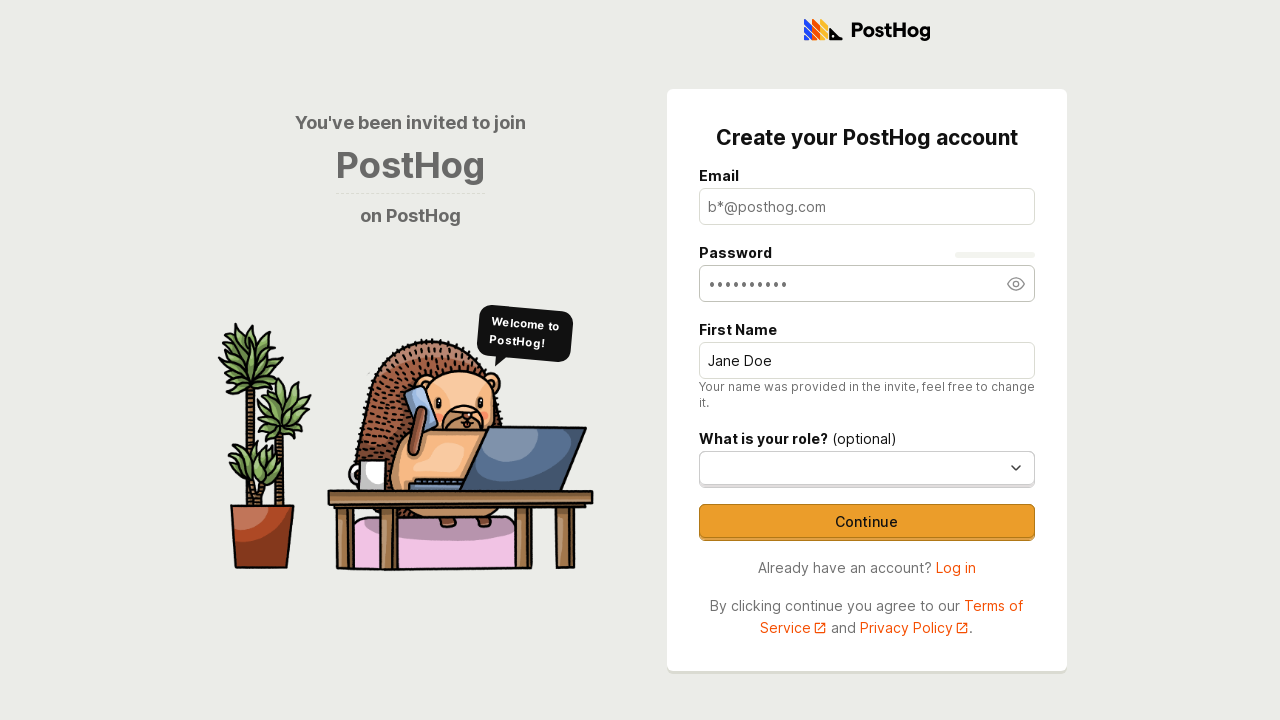 PostHog
You've been invited to join
PostHog
on PostHog
Welcome to
PostHog!
Create your PostHog account
Email
b*@posthog.com
Password
••••••••••
First Name
Jane Doe
Your name was provided in the invite, feel free to change
it.
What is your role? (optional)
Continue
Already have an account? Log in
By clicking continue you agree to our Terms of
Service and Privacy Policy.